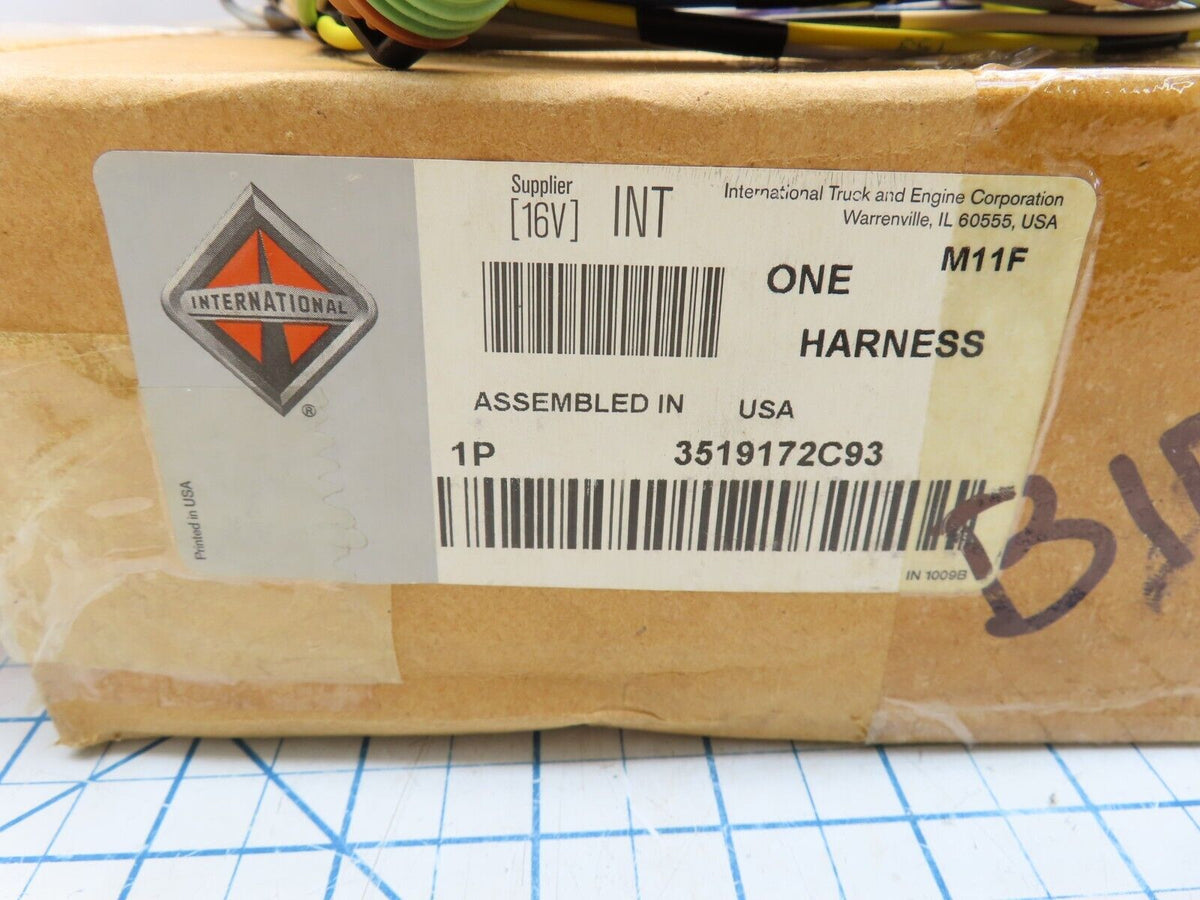 INTERNATIONAL
®
Printed in USA
Supplier
[16V] INT
International Truck and Engine Corporation
Warrenville, IL 60555, USA
M11F
ONE
HARNESS
ASSEMBLED IN USA
1P 3519172C93
IN 1009B